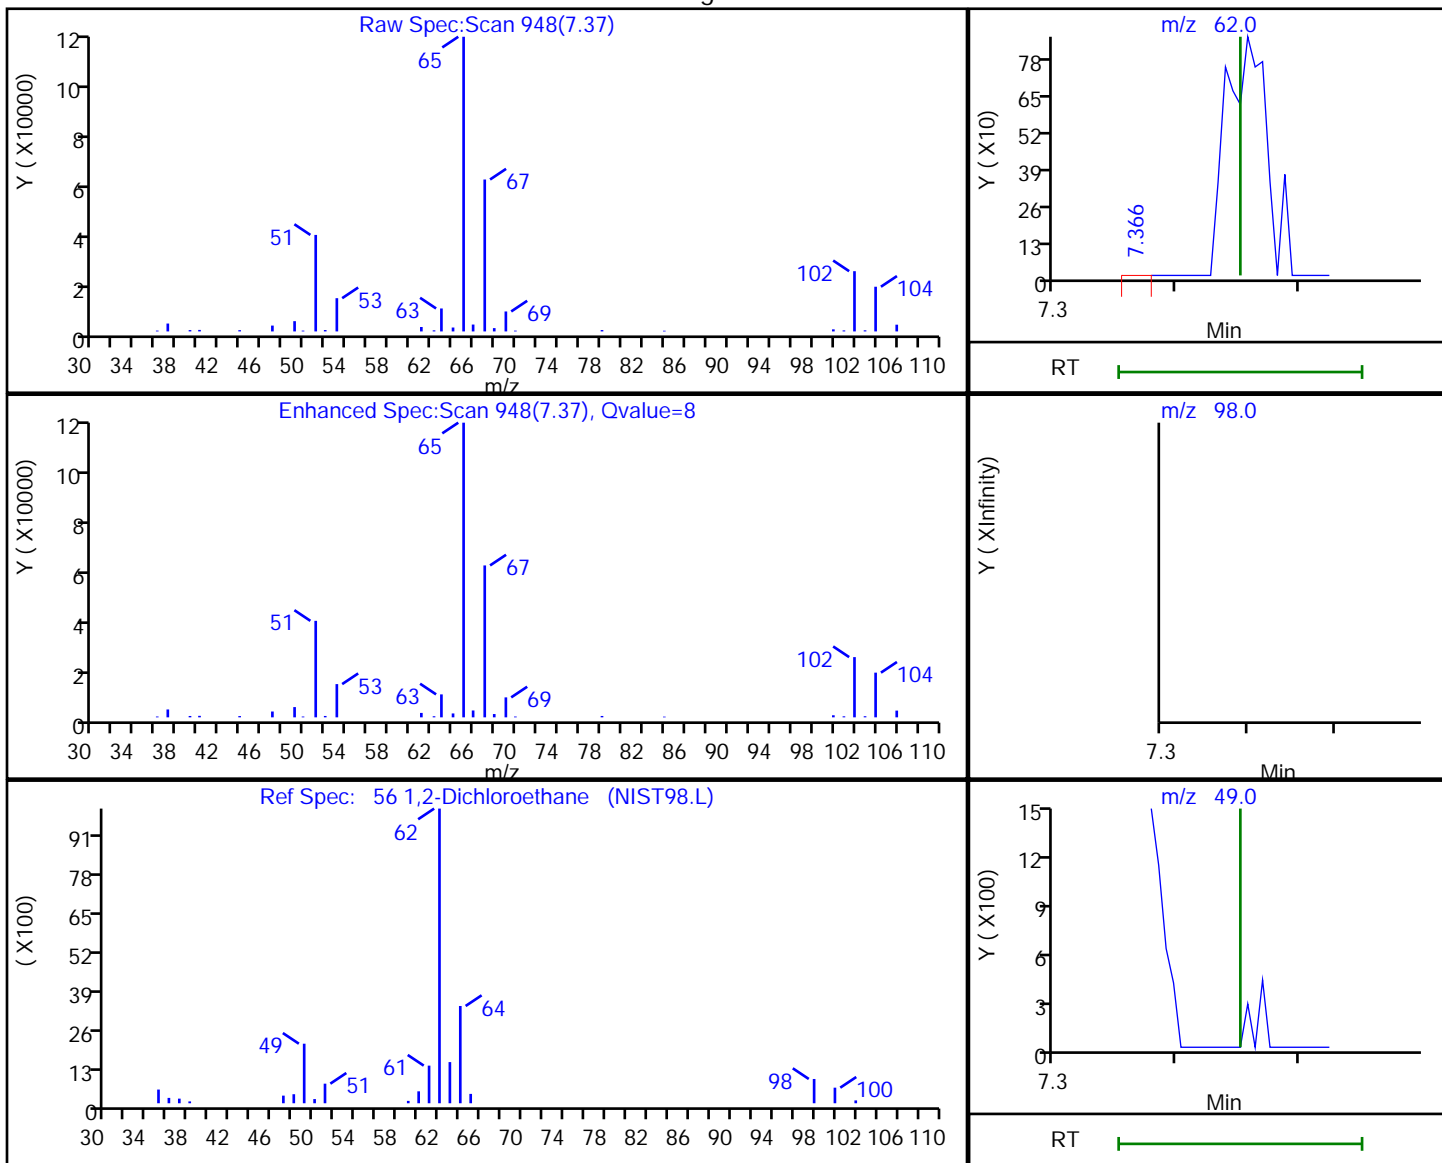 Raw Spec:Scan 948(7.37)
Y ( X10000)
12
10
8
6
4
2
0
65
67
51
53
63
69
102
104
30 34 38 42 46 50 54 58 62 66 70 74 78 82 86 90 94 98 102 106 110
m/z
m/z 62.0
Y ( X10)
78
65
52
39
26
13
0
7.366
7.3
Min
RT
Enhanced Spec:Scan 948(7.37), Qvalue=8
Y ( X10000)
12
10
8
6
4
2
0
65
67
51
53
63
69
102
104
30 34 38 42 46 50 54 58 62 66 70 74 78 82 86 90 94 98 102 106 110
m/z
m/z 98.0
Y ( XInfinity)
7.3
Min
Ref Spec: 56 1,2-Dichloroethane (NIST98.L)
( X100)
91
78
65
52
39
26
13
0
62
64
49
51
61
98
100
30 34 38 42 46 50 54 58 62 66 70 74 78 82 86 90 94 98 102 106 110
m/z 49.0
Y ( X100)
15
12
9
6
3
0
7.3
Min
RT